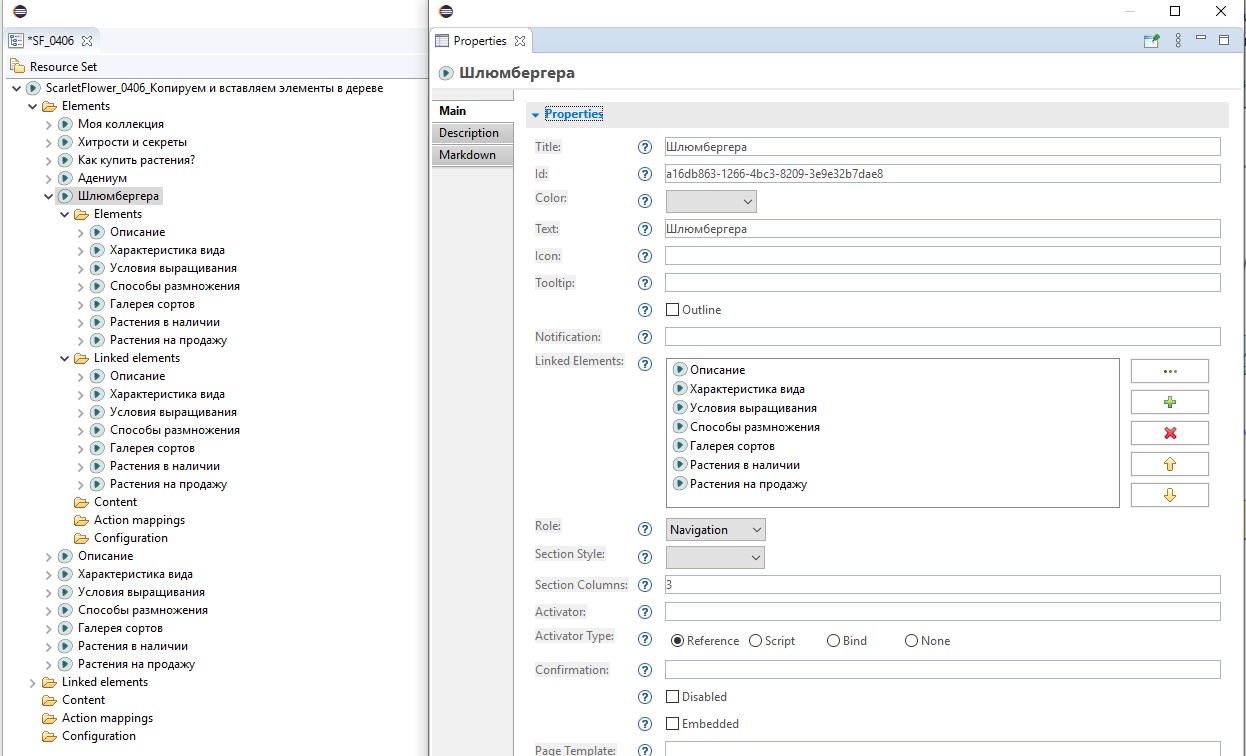 *SF_0406
Resource Set
ScarletFlower_0406_Копируем и вставляем элементы в дереве
Elements
Моя коллекция
Хитрости и секреты
Как купить растения?
Адениум
Шлюмбергера
Elements
Описание
Характеристика вида
Условия выращивания
Способы размножения
Галерея сортов
Растения в наличии
Растения на продажу
Linked elements
Описание
Характеристика вида
Условия выращивания
Способы размножения
Галерея сортов
Растения в наличии
Растения на продажу
Content
Action mappings
Configuration
Описание
Характеристика вида
Условия выращивания
Способы размножения
Галерея сортов
Растения в наличии
Растения на продажу
Linked elements
Content
Action mappings
Configuration
Properties
Шлюмбергера
Main
Description
Markdown
Properties
Title: Шлюмбергера
Id: a16db863-1266-4bc3-8209-3e9e32b7dae8
Color:
Text: Шлюмбергера
Icon:
Tooltip:
Outline
Notification:
Linked Elements:
Описание
Характеристика вида
Условия выращивания
Способы размножения
Галерея сортов
Растения в наличии
Растения на продажу
Role: Navigation
Section Style:
Section Columns: 3
Activator:
Activator Type: Reference Script Bind None
Confirmation:
Disabled
Embedded
Page Template: